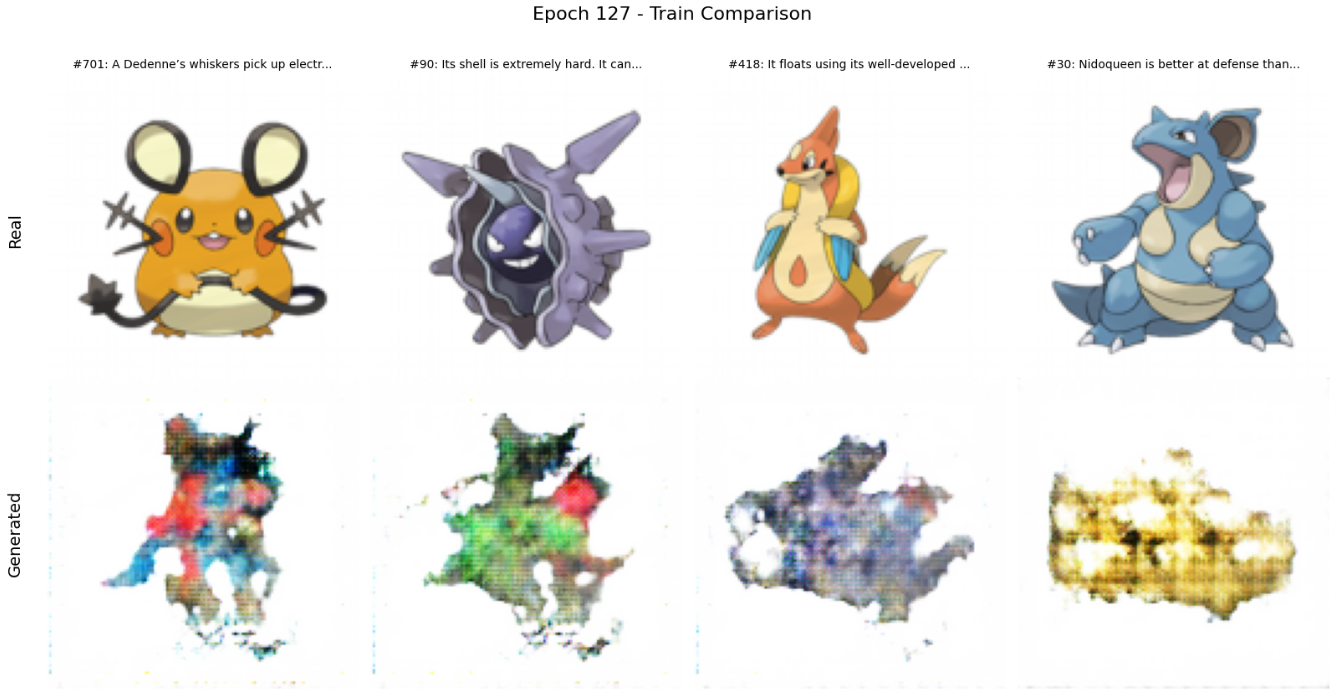 Epoch 127 - Train Comparison
#701: A Dedenne’s whiskers pick up electr...
#90: Its shell is extremely hard. It can...
#418: It floats using its well-developed ...
#30: Nidoqueen is better at defense than...
Real
Generated